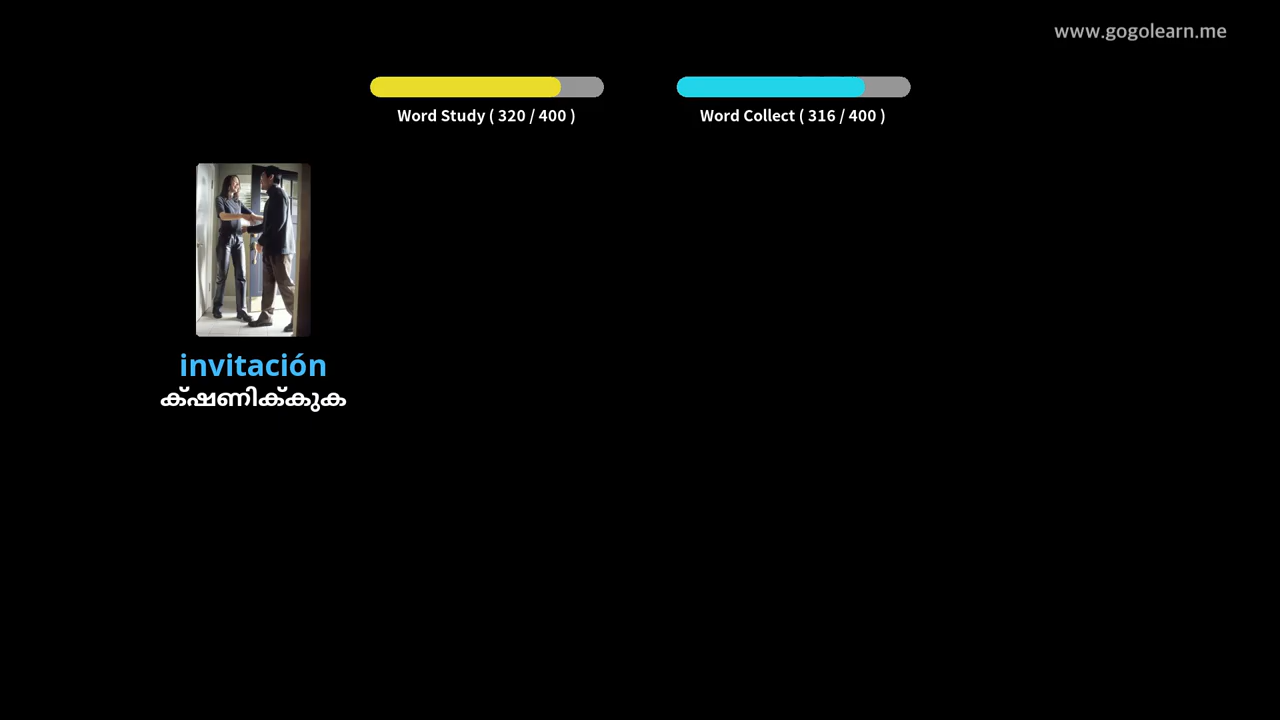 www.gogolearn.me
Word Study ( 320 / 400 )
Word Collect ( 316 / 400 )
invitación
ക്ഷണിക്കുക